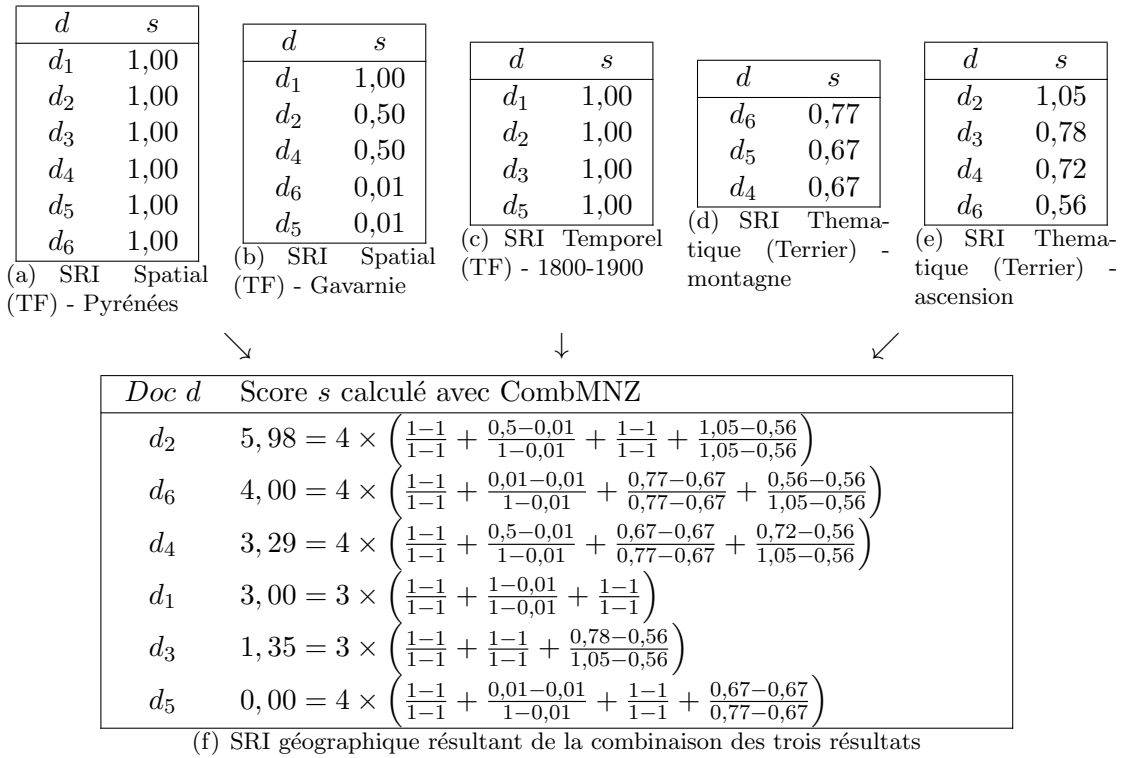 d s
d₁ 1,00
d₂ 1,00
d₃ 1,00
d₄ 1,00
d₅ 1,00
d₆ 1,00
(a) SRI Spatial
(TF) - Pyrénées
d s
d₁ 1,00
d₂ 0,50
d₄ 0,50
d₆ 0,01
d₅ 0,01
(b) SRI Spatial
(TF) - Gavarnie
d s
d₁ 1,00
d₂ 1,00
d₃ 1,00
d₅ 1,00
(c) SRI Temporel
(TF) - 1800-1900
d s
d₆ 0,77
d₅ 0,67
d₄ 0,67
(d) SRI Thema-
tique (Terrier) -
montagne
d s
d₂ 1,05
d₃ 0,78
d₄ 0,72
d₆ 0,56
(e) SRI Thema-
tique (Terrier) -
ascension
↘ ↓ ↙
Doc d Score s calculé avec CombMNZ
d₂ 5,98 = 4 × ((1−1)/(1−1) + (0,5−0,01)/(1−0,01) + (1−1)/(1−1) + (1,05−0,56)/(1,05−0,56))
d₆ 4,00 = 4 × ((1−1)/(1−1) + (0,01−0,01)/(1−0,01) + (0,77−0,67)/(0,77−0,67) + (0,56−0,56)/(1,05−0,56))
d₄ 3,29 = 4 × ((1−1)/(1−1) + (0,5−0,01)/(1−0,01) + (0,67−0,67)/(0,77−0,67) + (0,72−0,56)/(1,05−0,56))
d₁ 3,00 = 3 × ((1−1)/(1−1) + (1−0,01)/(1−0,01) + (1−1)/(1−1))
d₃ 1,35 = 3 × ((1−1)/(1−1) + (1−1)/(1−1) + (0,78−0,56)/(1,05−0,56))
d₅ 0,00 = 4 × ((1−1)/(1−1) + (0,01−0,01)/(1−0,01) + (1−1)/(1−1) + (0,67−0,67)/(0,77−0,67))
(f) SRI géographique résultant de la combinaison des trois résultats